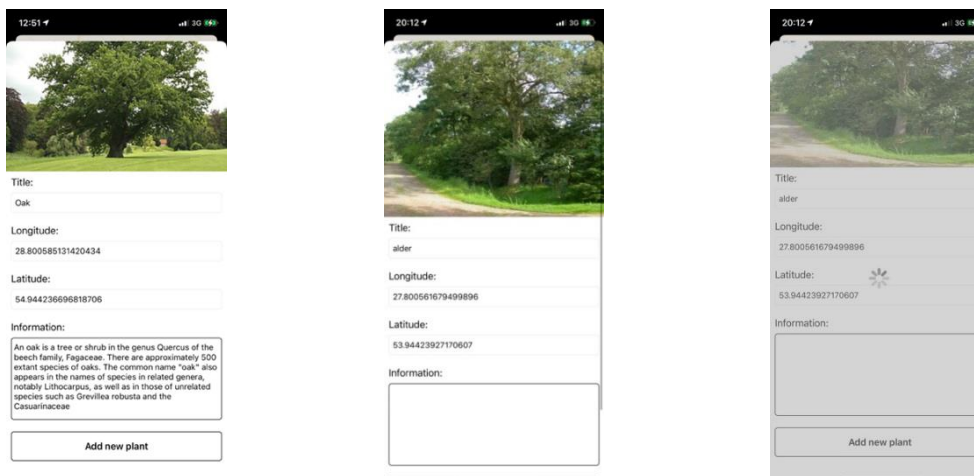 12:51
3G
Title:
Oak
Longitude:
28.800585131420434
Latitude:
54.944236696818706
Information:
An oak is a tree or shrub in the genus Quercus of the
beech family, Fagaceae. There are approximately 500
extant species of oaks. The common name "oak" also
appears in the names of species in related genera,
notably Lithocarpus, as well as in those of unrelated
species such as Grevillea robusta and the
Casuarinaceae
Add new plant
20:12
3G
Title:
alder
Longitude:
27.800561679499896
Latitude:
53.94423927170607
Information:
20:12
3G
Title:
alder
Longitude:
27.800561679499896
Latitude:
53.94423927170607
Information:
Add new plant